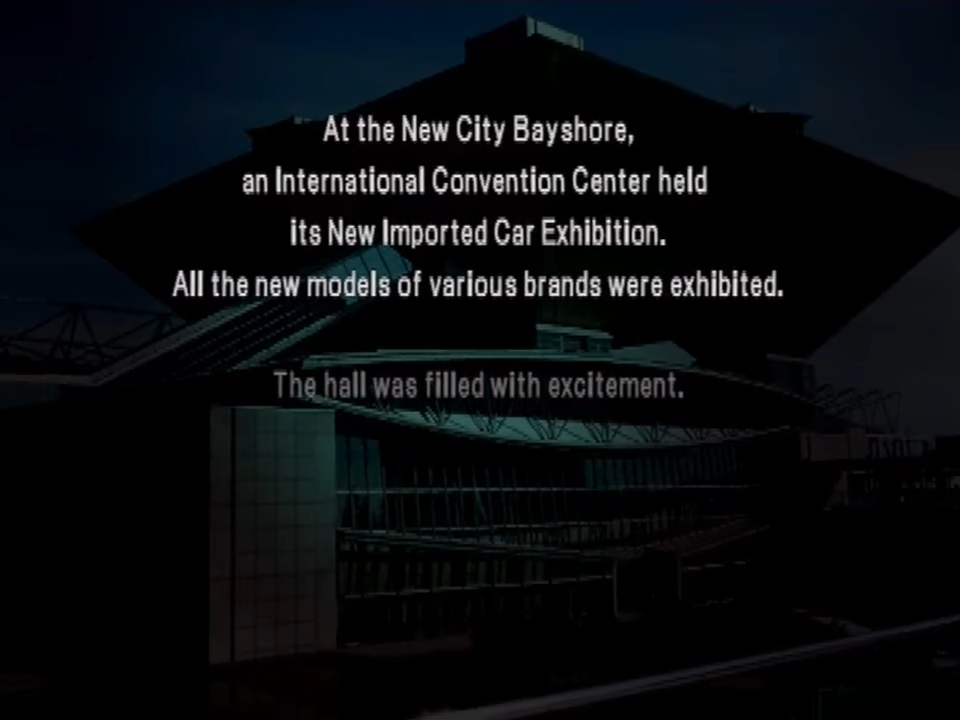 At the New City Bayshore,
an International Convention Center held
its New Imported Car Exhibition.
All the new models of various brands were exhibited.
The hall was filled with excitement.